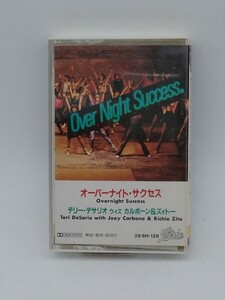 Over Night Success.
オーバーナイト・サクセス
Overnight Success
テリー・デサリオ ウィズ カルボーン&ズィトー
Teri DeSario with Joey Carbone & Richie Zito
28・6H-128
Epic